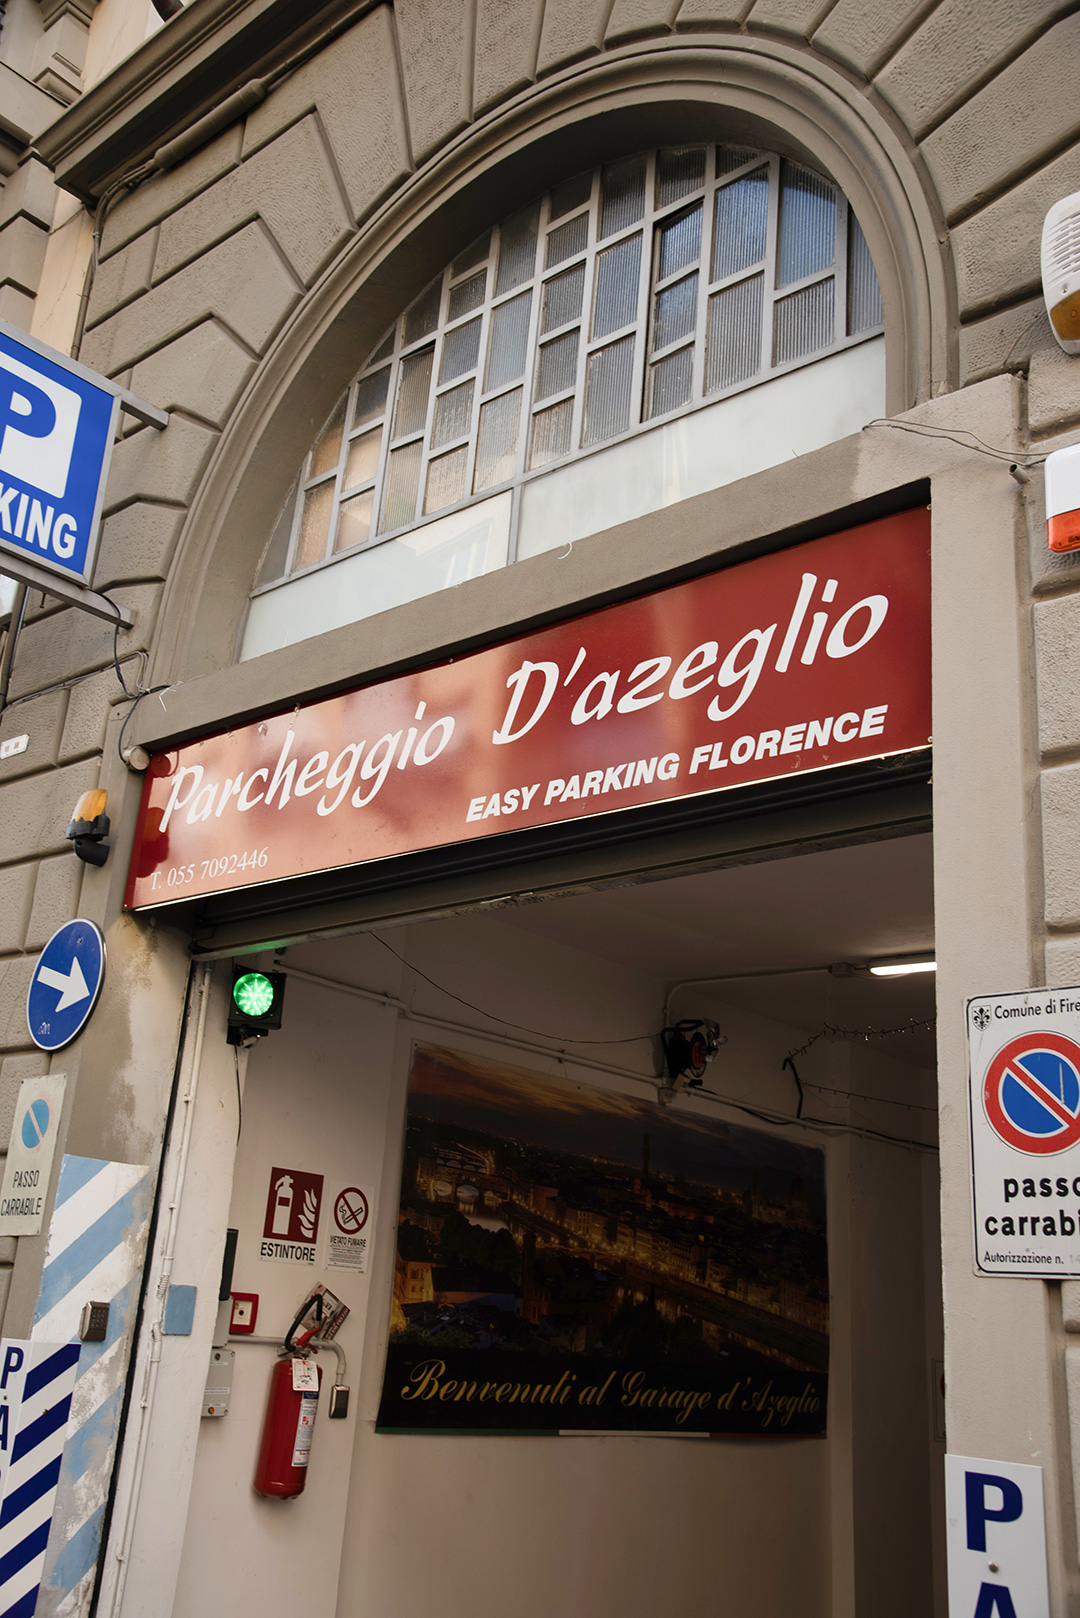 P
KING
Parcheggio D'azeglio
EASY PARKING FLORENCE
T. 055 7092446
PASSO
CARRABILE
ESTINTORE
VIETATO FUMARE
Benvenuti al Garage d'Azeglio
Comune di Fire
passo
carrabi
Autorizzazione n.
P
A
P
A